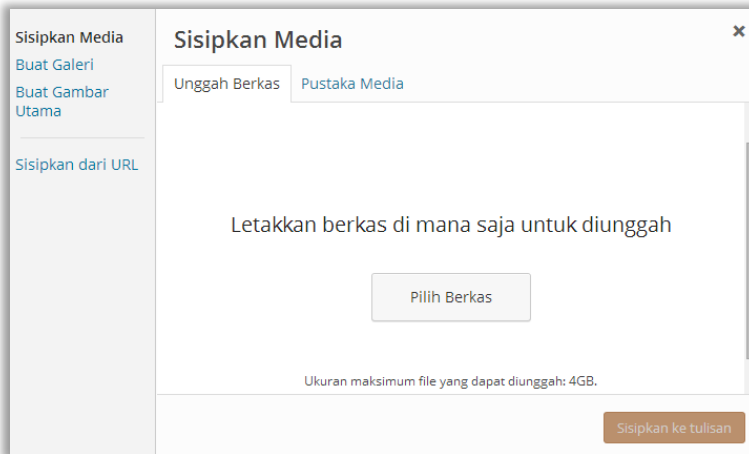 Sisipkan Media
Buat Galeri
Buat Gambar
Utama
Sisipkan dari URL
Sisipkan Media
Unggah Berkas
Pustaka Media
Letakkan berkas di mana saja untuk diunggah
Pilih Berkas
Ukuran maksimum file yang dapat diunggah: 4GB.
Sisipkan ke tulisan